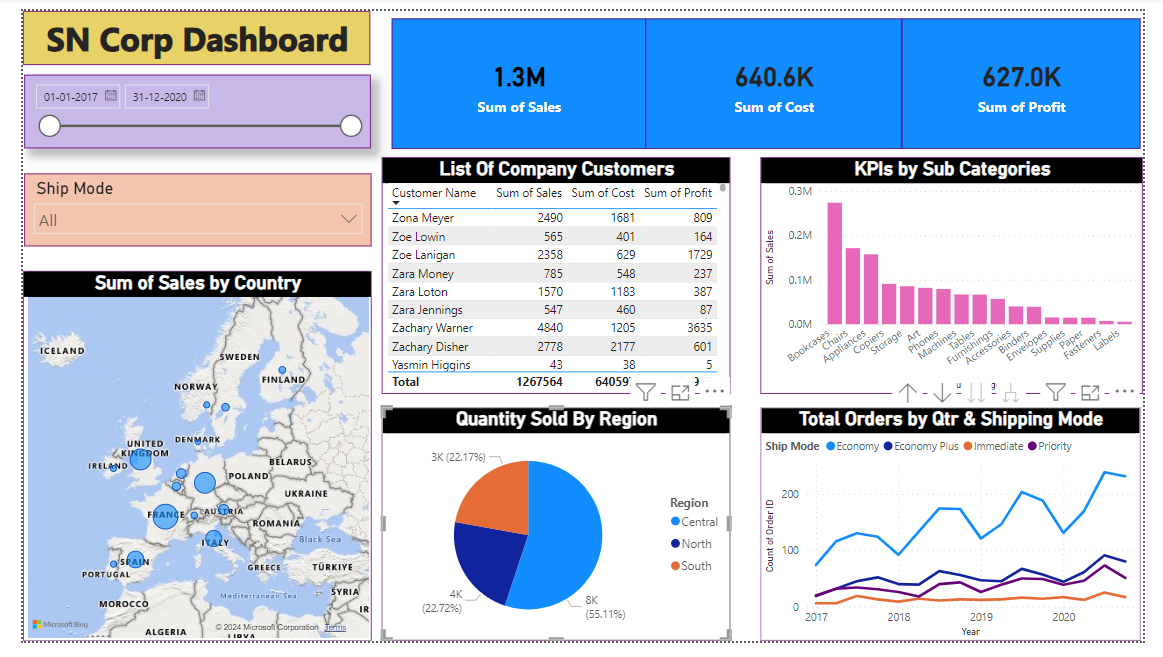 SN Corp Dashboard
01-01-2017 31-12-2020
Ship Mode
All
1.3M
Sum of Sales
640.6K
Sum of Cost
627.0K
Sum of Profit
List Of Company Customers
Customer Name Sum of Sales Sum of Cost Sum of Profit
Zona Meyer 2490 1681 809
Zoe Lowin 565 401 164
Zoe Lanigan 2358 629 1729
Zara Money 785 548 237
Zara Loton 1570 1183 387
Zara Jennings 547 460 87
Zachary Warner 4840 1205 3635
Zachary Disher 2778 2177 601
Yasmin Higgins 43 38 5
Total 1267564 64059 9
KPIs by Sub Categories
Sum of Sales
0.3M
0.2M
0.1M
0.0M
Bookcases
Chairs
Appliances
Copiers
Storage
Art
Phones
Machines
Tables
Furnishings
Accessories
Binders
Envelopes
Supplies
Paper
Fasteners
Labels
Sum of Sales by Country
ICELAND
SWEDEN
FINLAND
NORWAY
UNITED
KINGDOM
DENMARK
IRELAND
BELARUS
POLAND
UKRAINE
FRANCE
AUSTRIA
ROMANIA
ITALY
Black Sea
SPAIN
PORTUGAL
GREECE
TÜRKIYE
Mediterranean Sea
SYRIA
MOROCCO
IR
ALGERIA
LIBYA
Microsoft Bing
© 2024 Microsoft Corporation Terms
Quantity Sold By Region
3K (22.17%)
4K
(22.72%)
8K
(55.11%)
Region
Central
North
South
Total Orders by Qtr & Shipping Mode
Ship Mode Economy Economy Plus Immediate Priority
Count of Order ID
200
100
0
2017 2018 2019 2020
Year